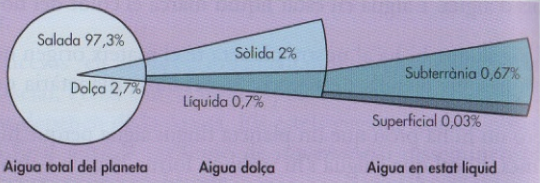 Salada 97,3%
Dolça 2,7%
Sòlida 2%
Líquida 0,7%
Subterrània 0,67%
Superficial 0,03%
Aigua total del planeta
Aigua dolça
Aigua en estat líquid